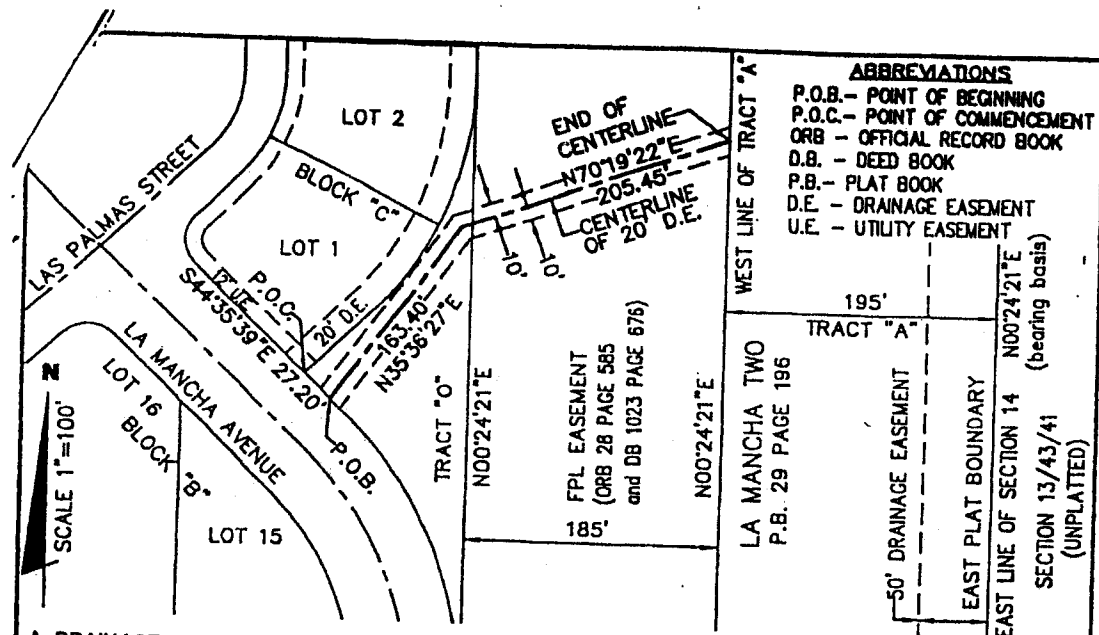 ABBREVIATIONS
P.O.B.- POINT OF BEGINNING
P.O.C.- POINT OF COMMENCEMENT
ORB - OFFICIAL RECORD BOOK
D.B. - DEED BOOK
P.B.- PLAT BOOK
D.E. - DRAINAGE EASEMENT
U.E. - UTILITY EASEMENT
LAS PALMAS STREET
LOT 2
BLOCK "C"
LOT 1
12' U.E.
P.O.C.
20' D.E.
S44°35'39"E 27.20'
163.40'
N35°36'27"E
END OF
CENTERLINE
N70°19'22"E
205.45'
CENTERLINE
OF 20' D.E.
10'
10'
WEST LINE OF TRACT "A"
195'
TRACT "A"
N00°24'21"E
(bearing basis)
N
SCALE 1"=100'
LA MANCHA AVENUE
LOT 16
BLOCK "B"
LOT 15
P.O.B.
TRACT "O"
N00°24'21"E
FPL EASEMENT
(ORB 28 PAGE 585
and DB 1023 PAGE 676)
185'
N00°24'21"E
LA MANCHA TWO
P.B. 29 PAGE 196
50' DRAINAGE EASEMENT
EAST PLAT BOUNDARY
EAST LINE OF SECTION 14
SECTION 13/43/41
(UNPLATTED)